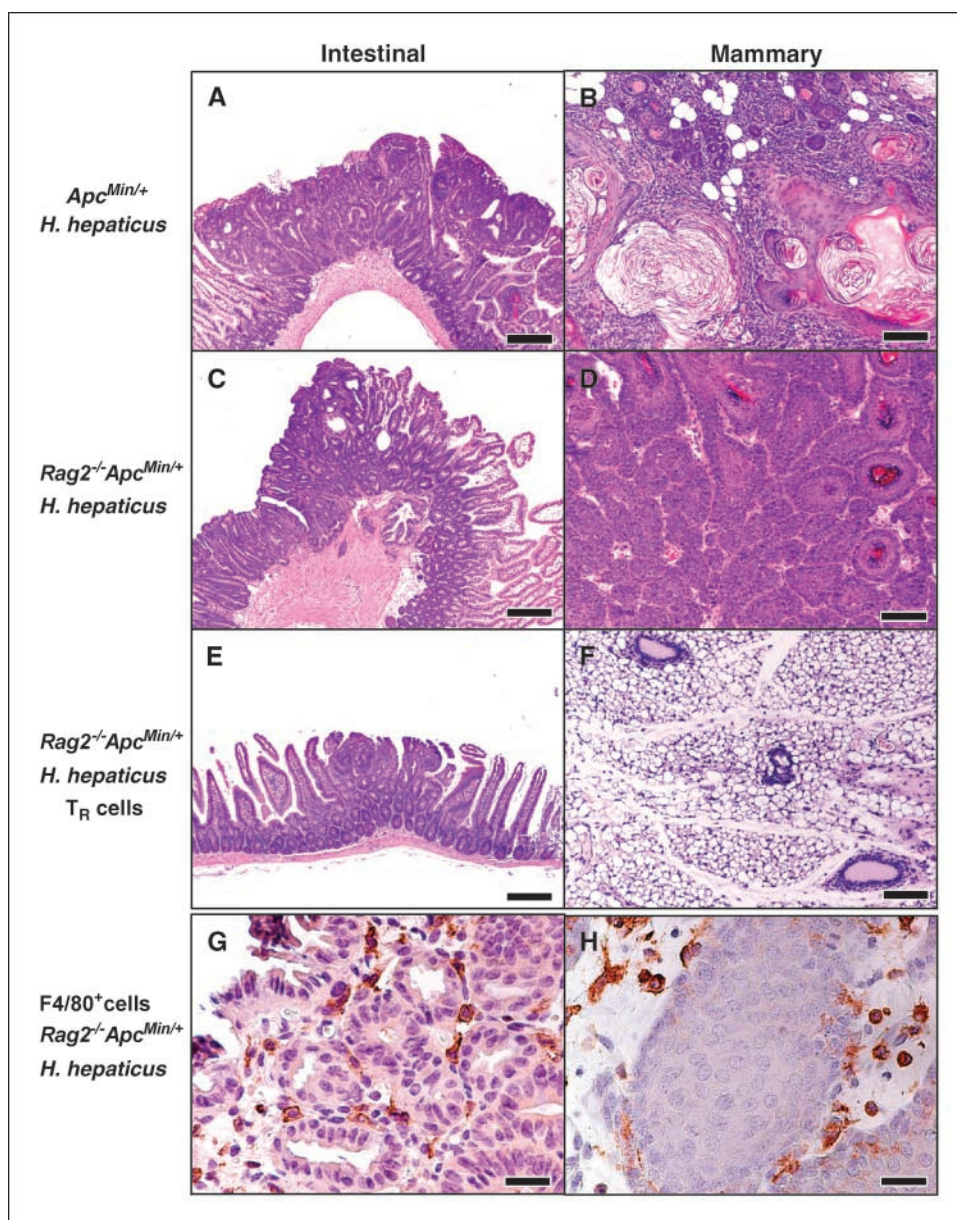 Intestinal Mammary
A B
Apc^Min/+
H. hepaticus
C D
Rag2^-/-Apc^Min/+
H. hepaticus
E F
Rag2^-/-Apc^Min/+
H. hepaticus
T_R cells
G H
F4/80^+cells
Rag2^-/-Apc^Min/+
H. hepaticus